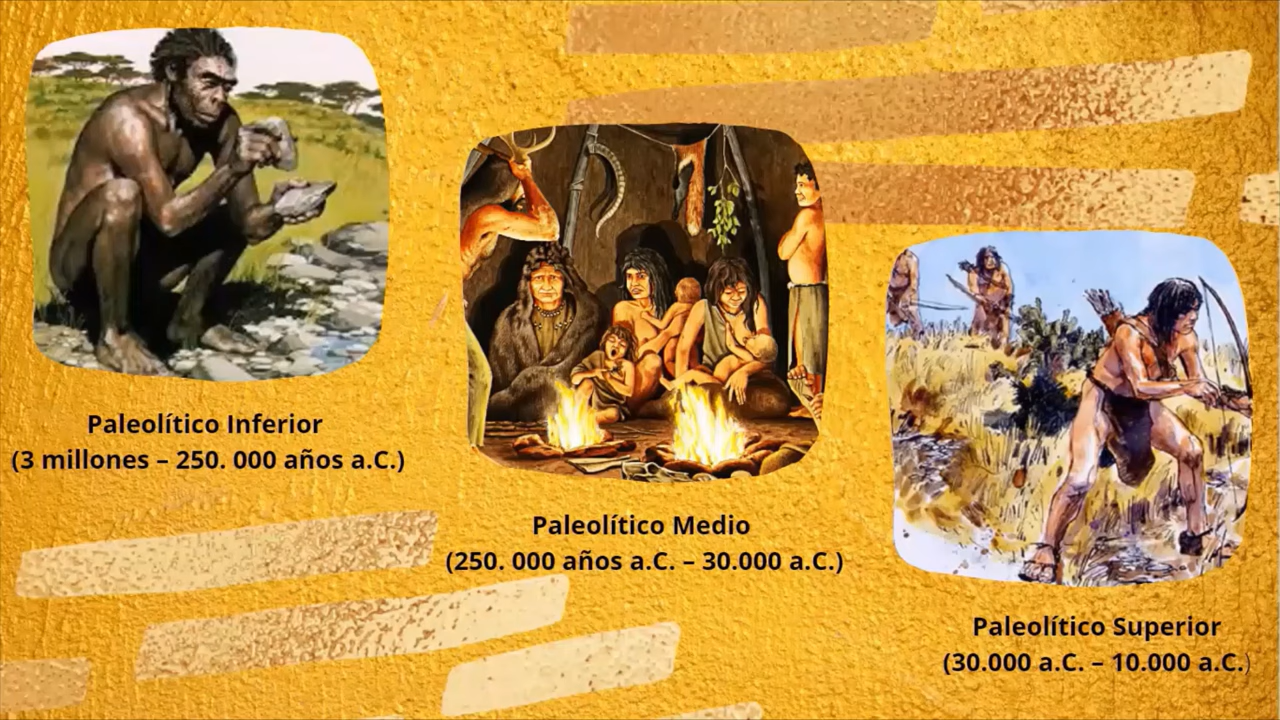 Paleolítico Inferior
(3 millones – 250. 000 años a.C.)
Paleolítico Medio
(250. 000 años a.C. – 30.000 a.C.)
Paleolítico Superior
(30.000 a.C. – 10.000 a.C.)